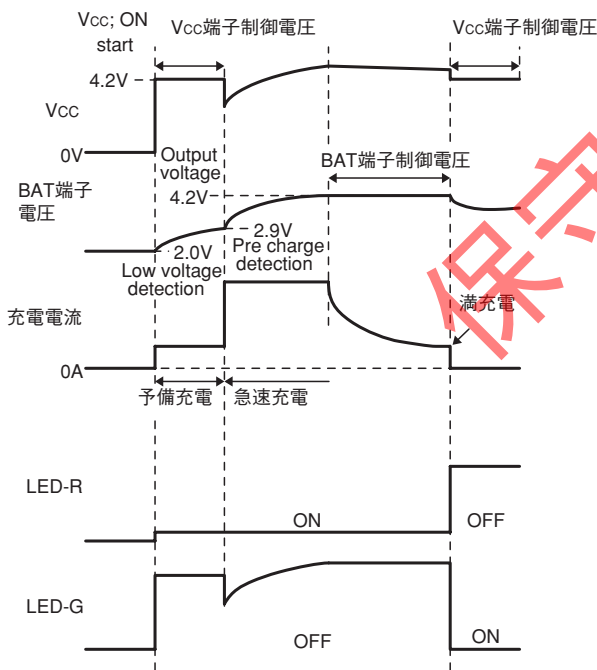 Vcc; ON
start
Vcc端子制御電圧
Vcc端子制御電圧
4.2V
Vcc
0V
Output
voltage
BAT端子制御電圧
BAT端子
電圧
4.2V
2.9V
Pre charge
detection
2.0V
Low voltage
detection
充電電流
満充電
0A
予備充電
急速充電
LED-R
ON
OFF
LED-G
OFF
ON
保守